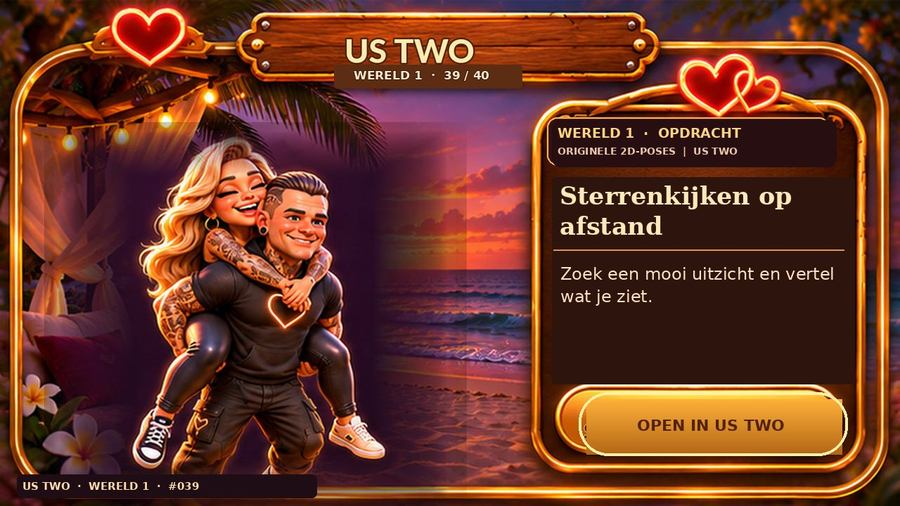 US TWO
WERELD 1 · 39 / 40
WERELD 1 · OPDRACHT
ORIGINELE 2D-POSES | US TWO
Sterrenkijken op
afstand
Zoek een mooi uitzicht en vertel
wat je ziet.
OPEN IN US TWO
US TWO · WERELD 1 · #039